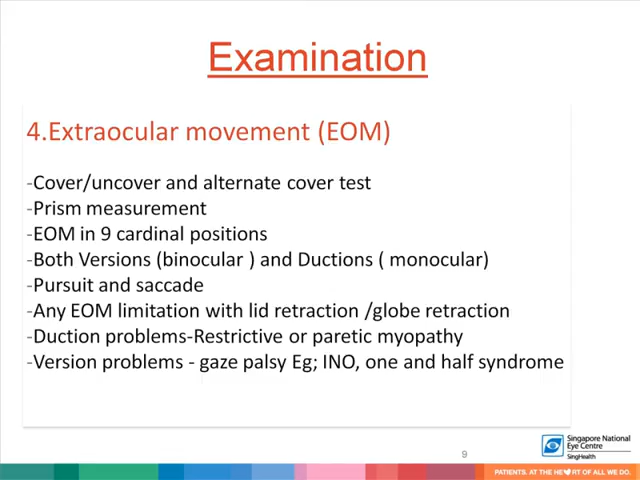 Examination
4.Extraocular movement (EOM)
-Cover/uncover and alternate cover test
-Prism measurement
-EOM in 9 cardinal positions
-Both Versions (binocular ) and Ductions ( monocular)
-Pursuit and saccade
-Any EOM limitation with lid retraction /globe retraction
-Duction problems-Restrictive or paretic myopathy
-Version problems - gaze palsy Eg; INO, one and half syndrome
9
Singapore National
Eye Centre
SingHealth
PATIENTS. AT THE HEART OF ALL WE DO.